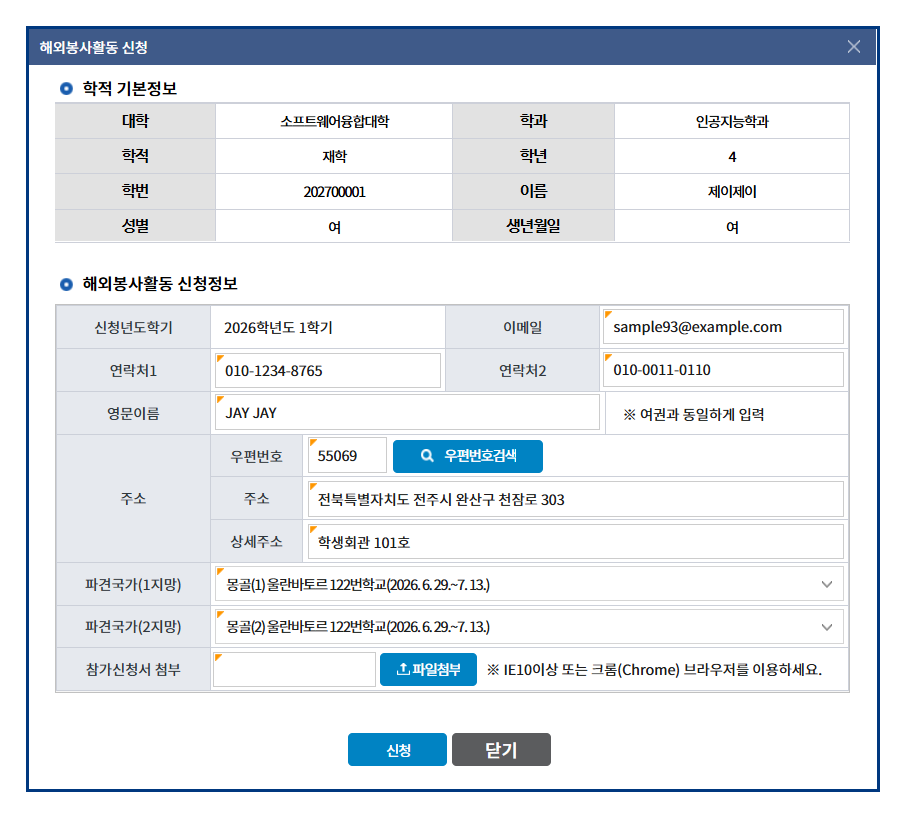 해외봉사활동 신청
학적 기본정보
대학 소프트웨어융합대학 학과 인공지능학과
학적 재학 학년 4
학번 202700001 이름 제이제이
성별 여 생년월일 여
해외봉사활동 신청정보
신청년도학기 2026학년도 1학기 이메일 sample93@example.com
연락처1 010-1234-8765 연락처2 010-0011-0110
영문이름 JAY JAY ※ 여권과 동일하게 입력
주소 우편번호 55069 우편번호검색
주소 전북특별자치도 전주시 완산구 천잠로 303
상세주소 학생회관 101호
파견국가(1지망) 몽골(1) 울란바토르 122번학교(2026. 6. 29.~7. 13.)
파견국가(2지망) 몽골(2) 울란바토르 122번학교(2026. 6. 29.~7. 13.)
참가신청서 첨부 파일첨부 ※ IE10이상 또는 크롬(Chrome) 브라우저를 이용하세요.
신청 닫기